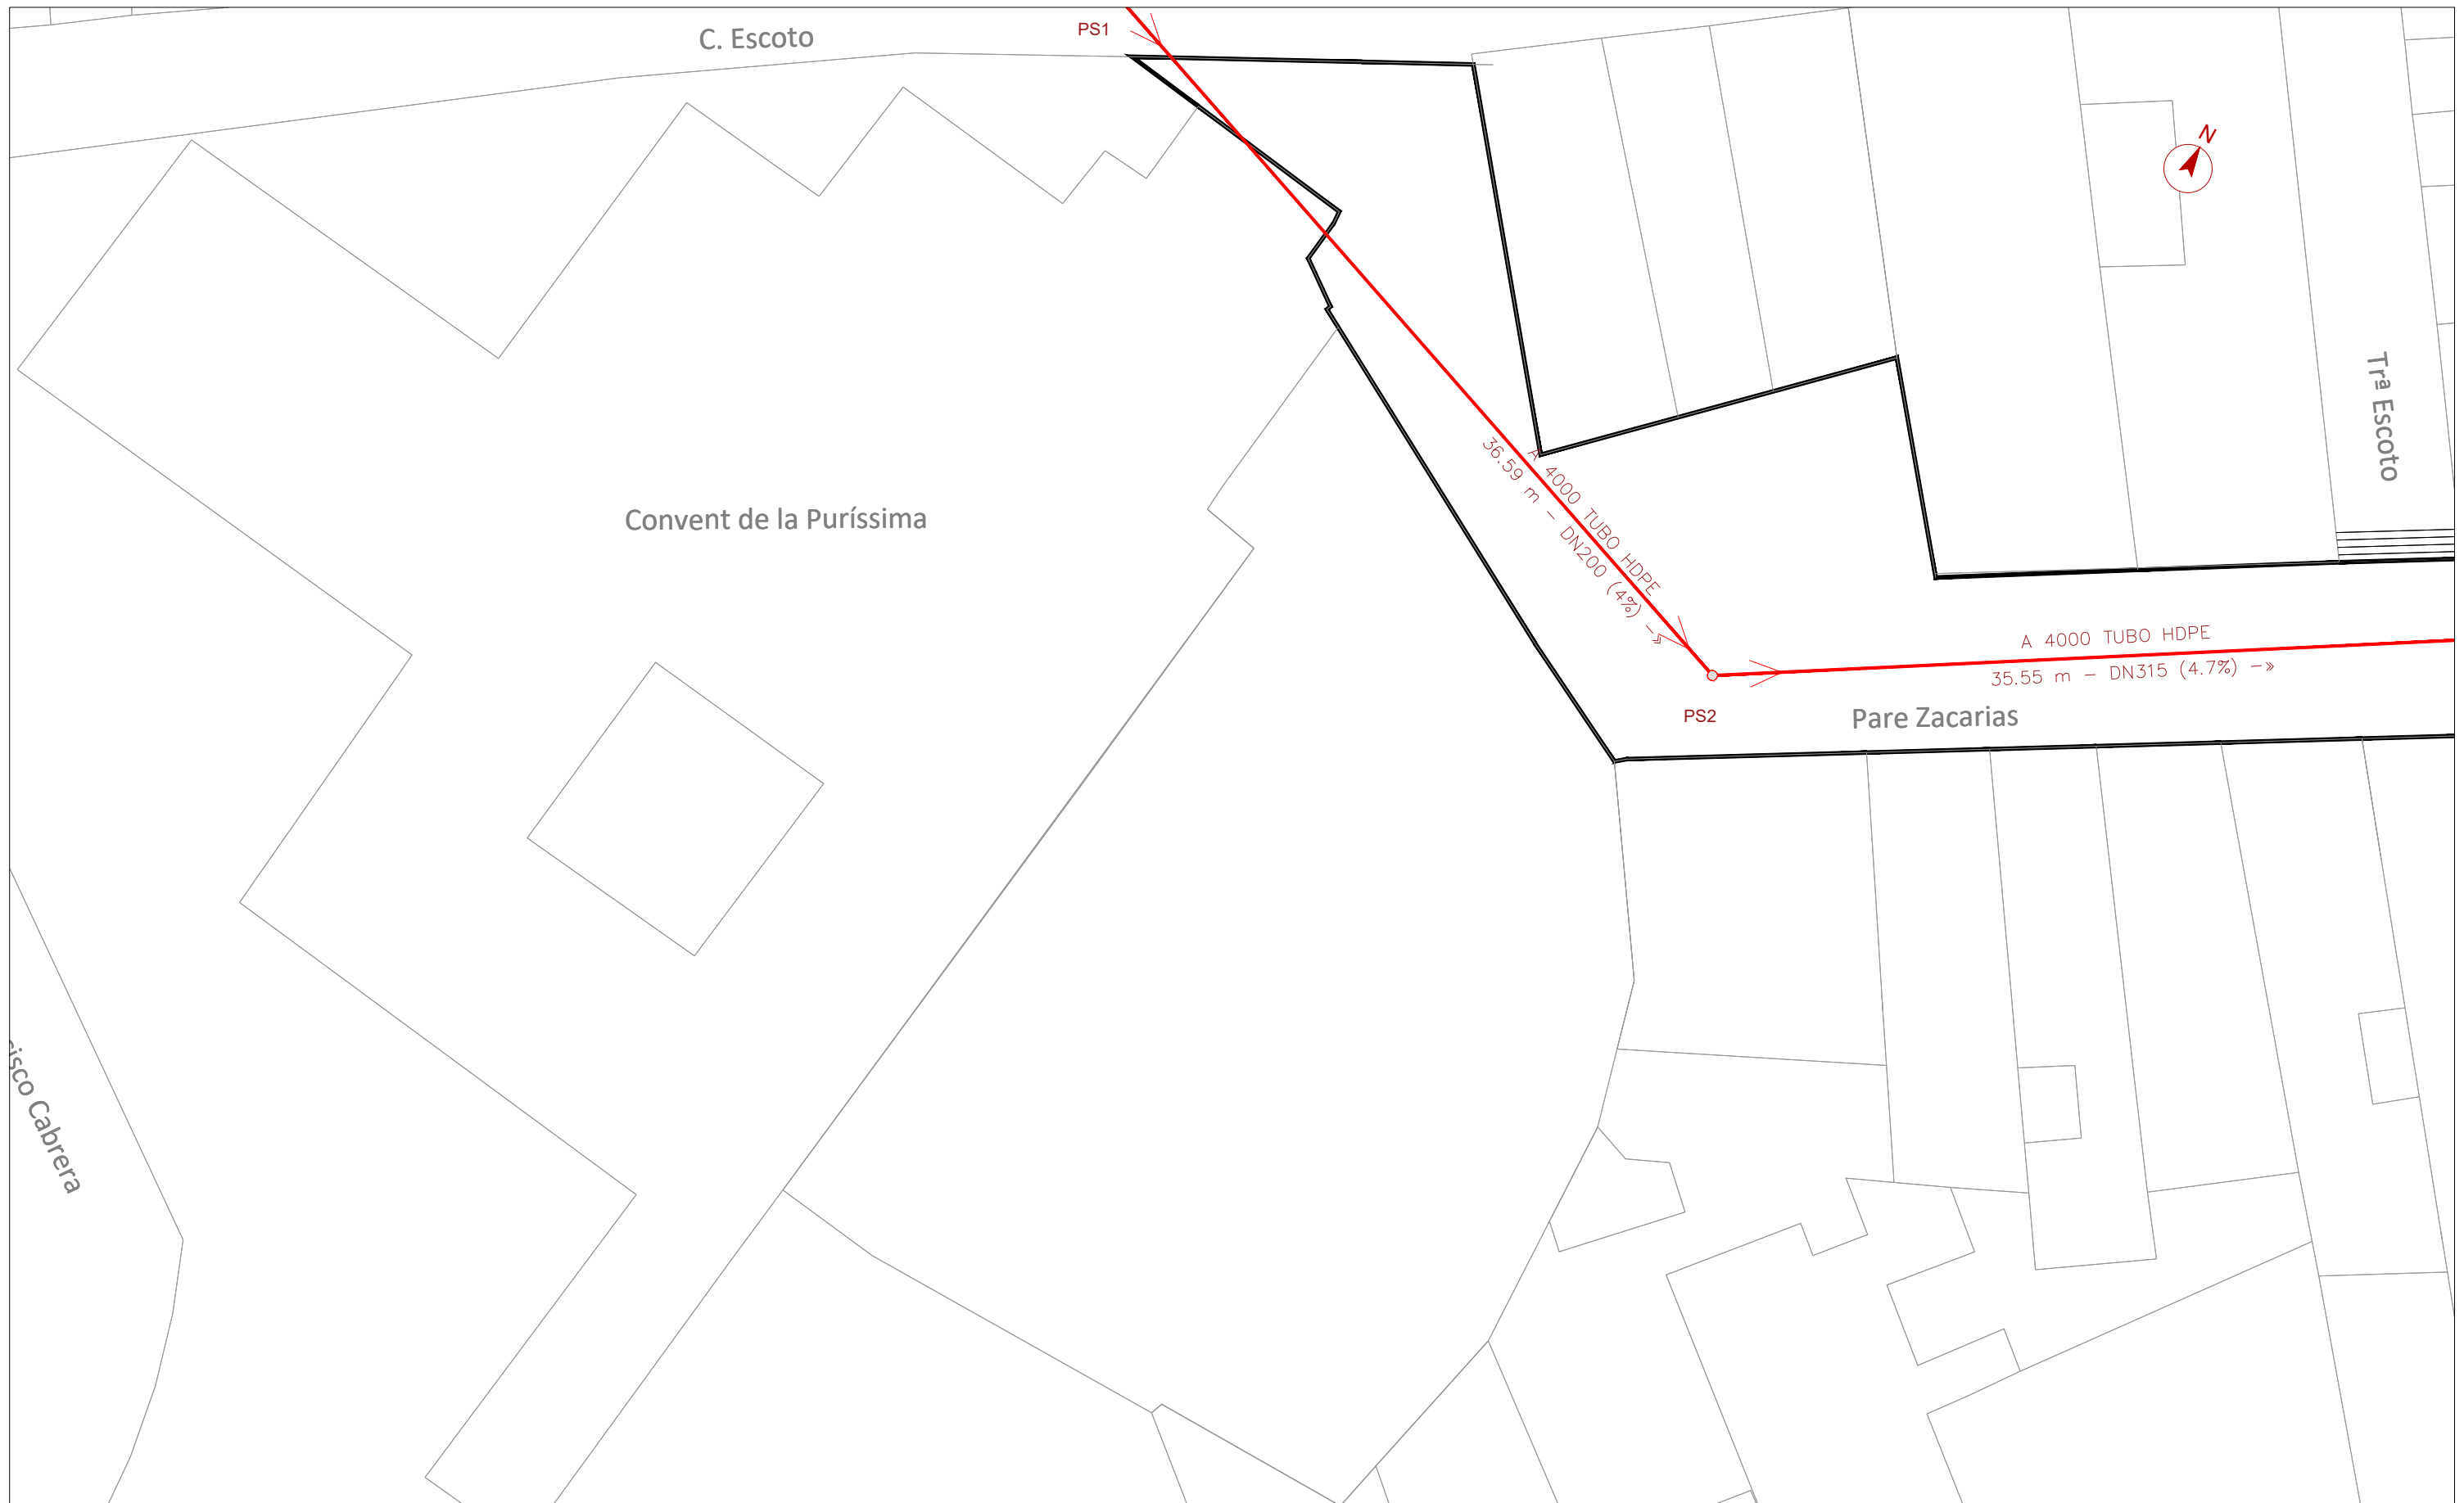 C. Escoto
PS1
N
Trª Escoto
Convent de la Puríssima
A 4000 TUBO HDPE
36.59 m - DN200 (4%) -»
A 4000 TUBO HDPE
35.55 m - DN315 (4.7%) -»
PS2
Pare Zacarias
Cabrera